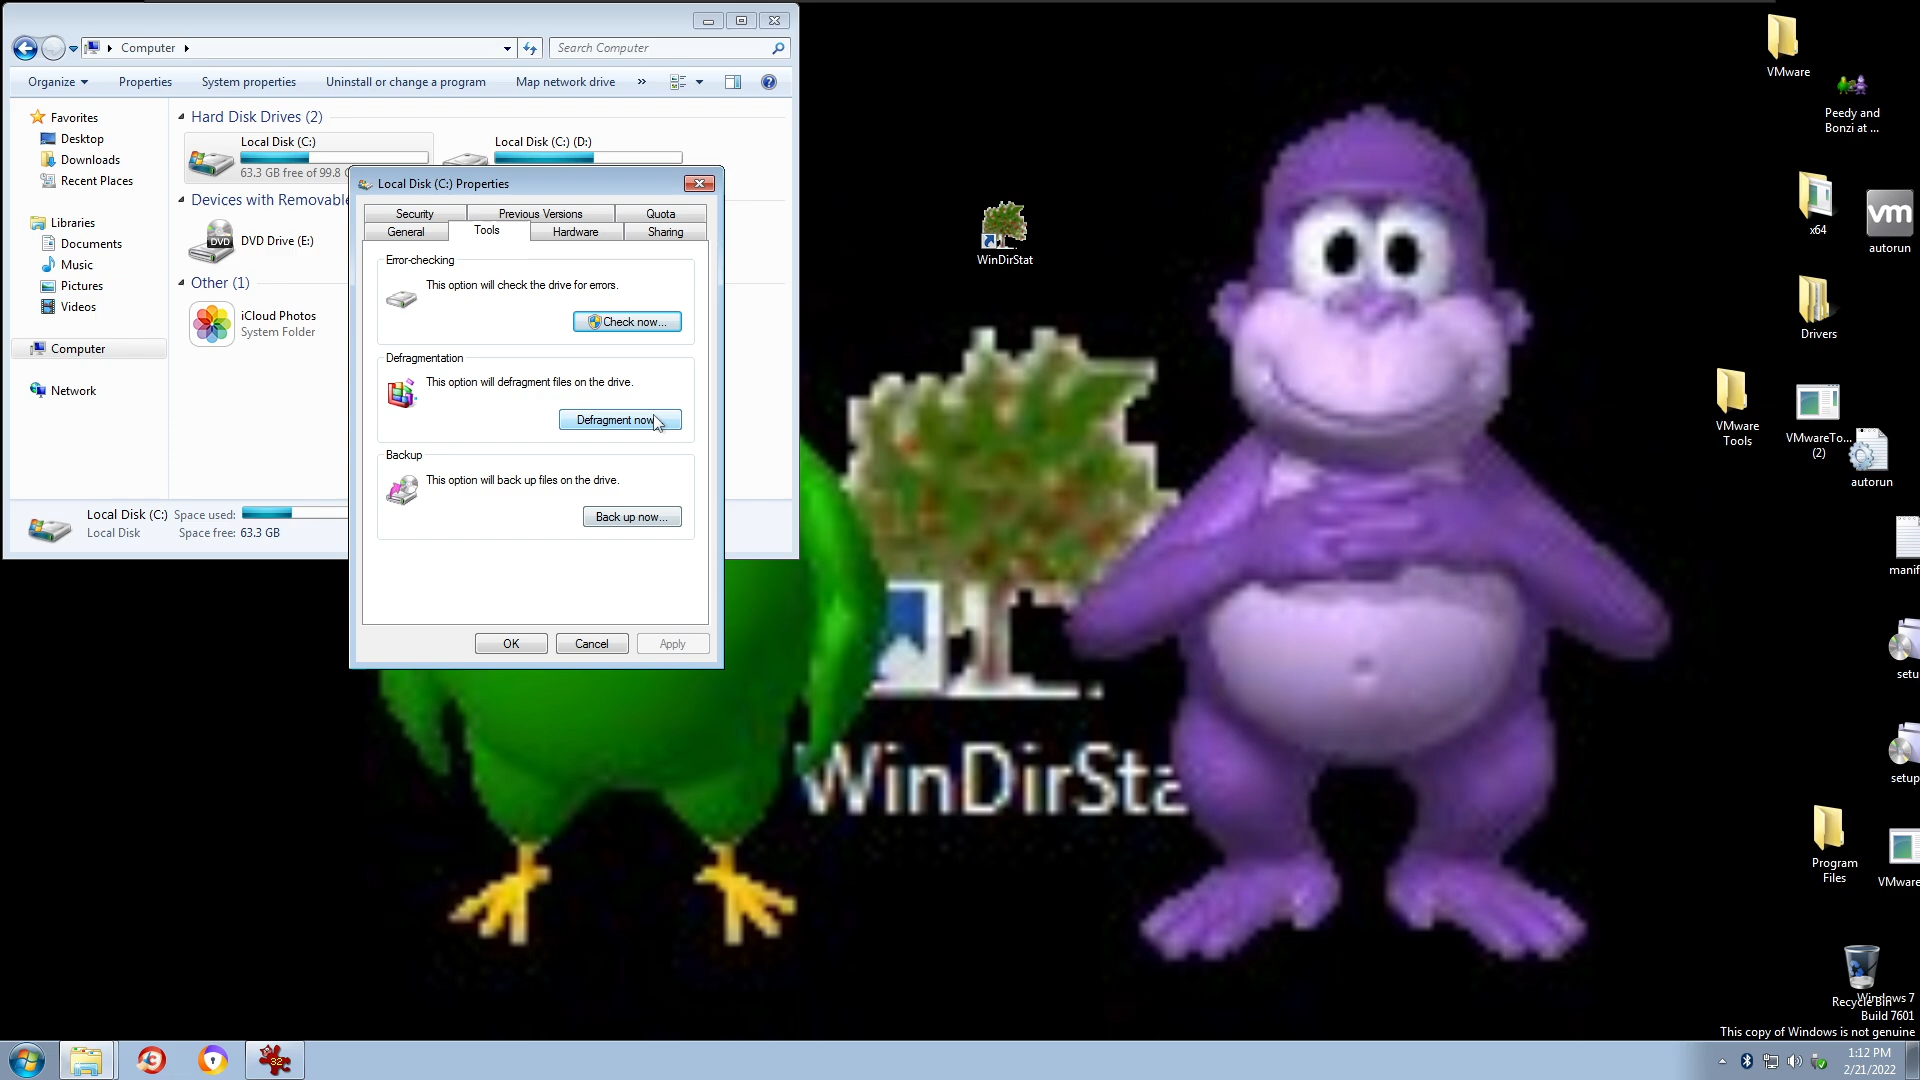 Computer
Search Computer
Organize
Properties
System properties
Uninstall or change a program
Map network drive
»
Favorites
Desktop
Downloads
Recent Places
Libraries
Documents
Music
Pictures
Videos
Computer
Network
Hard Disk Drives (2)
Local Disk (C:)
63.3 GB free of 99.8 G
Local Disk (C:) (D:)
Devices with Removable
DVD
DVD Drive (E:)
Other (1)
iCloud Photos
System Folder
Local Disk (C:) Space used:
Local Disk Space free: 63.3 GB
Local Disk (C:) Properties
Security
Previous Versions
Quota
General
Tools
Hardware
Sharing
Error-checking
This option will check the drive for errors.
Check now...
Defragmentation
This option will defragment files on the drive.
Defragment now
Backup
This option will back up files on the drive.
Back up now...
OK
Cancel
Apply
WinDirStat
WinDirSta
VMware
Peedy and
Bonzi at ...
x64
vm
autorun
Drivers
VMware
Tools
VMwareTo...
(2)
autorun
manif
setu
setup
Program
Files
VMware
Recycle Bin
Windows 7
Build 7601
This copy of Windows is not genuine
32
1:12 PM
2/21/2022